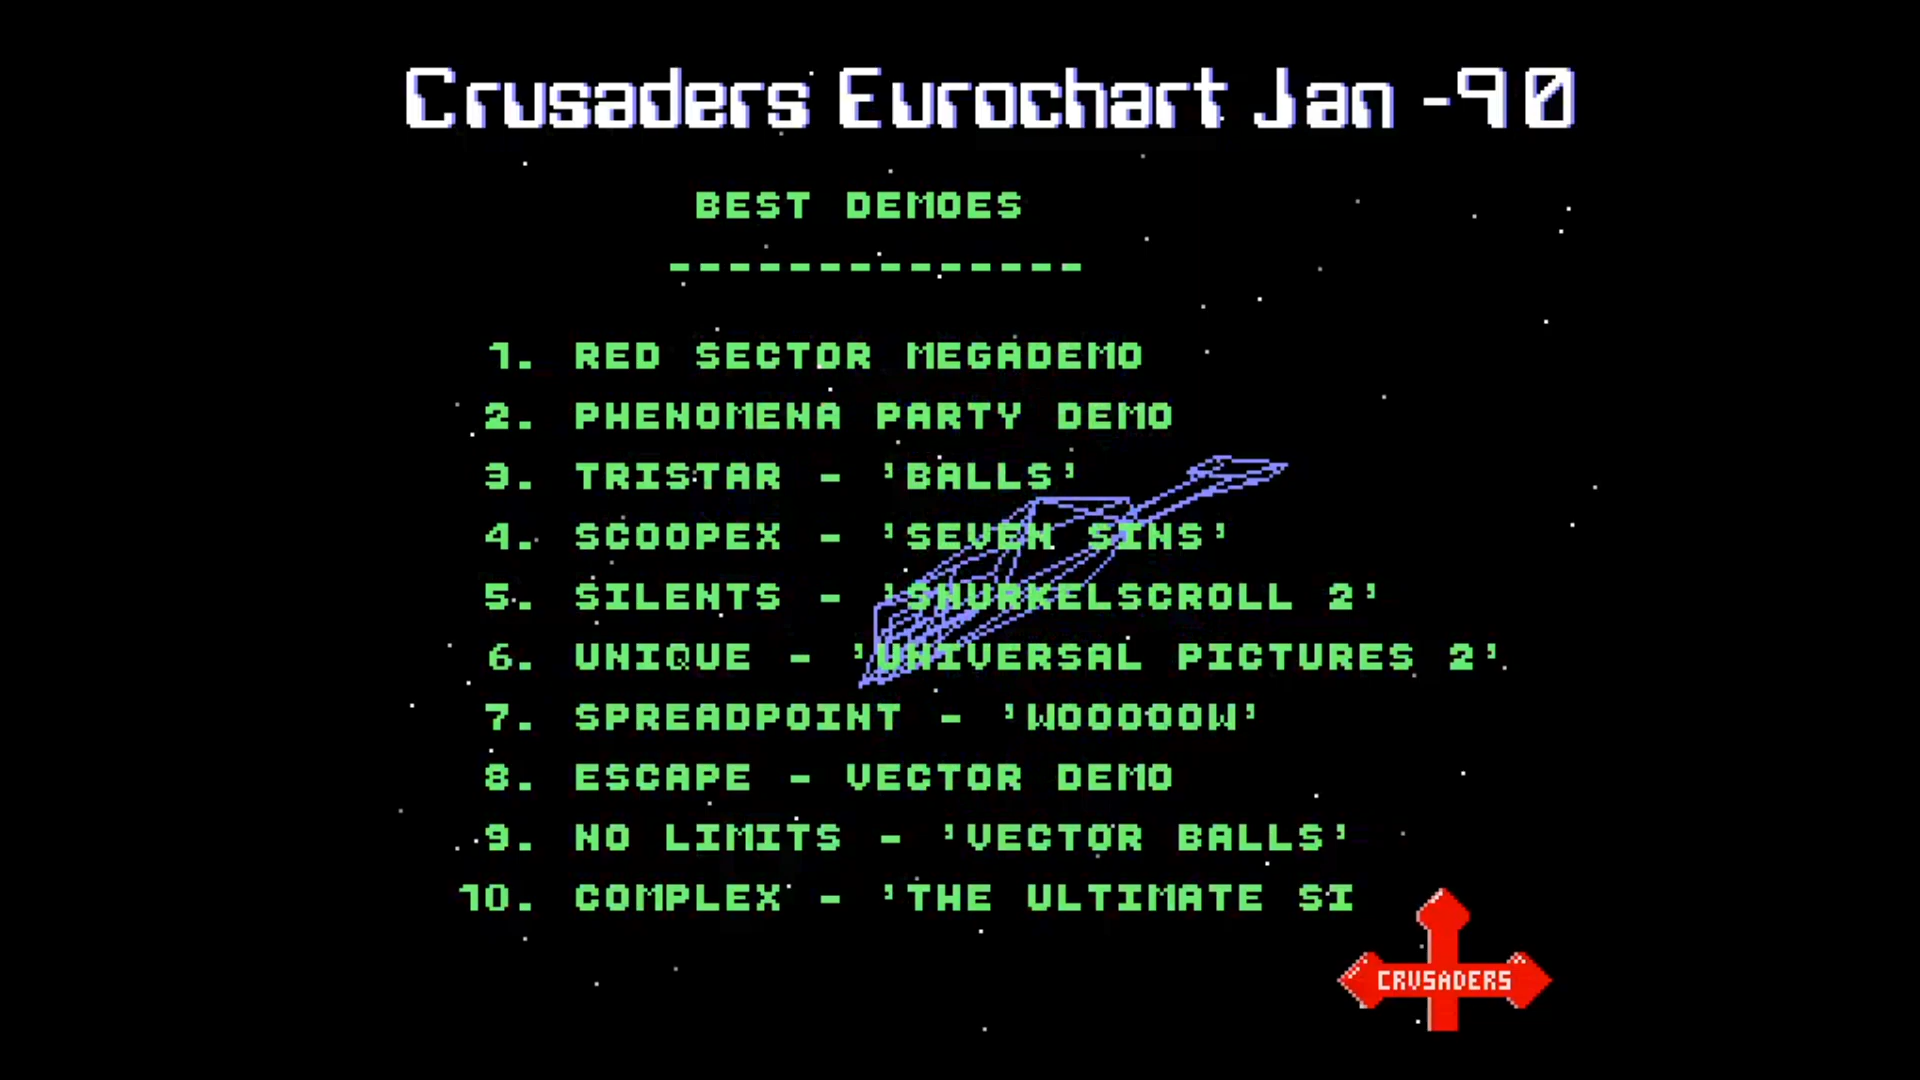 Crusaders Eurochart Jan -90
BEST DEMOES
--------------
1. RED SECTOR MEGADEMO
2. PHENOMENA PARTY DEMO
3. TRISTAR - 'BALLS'
4. SCOOPEX - 'SEVEN SINS'
5. SILENTS - 'SNURKELSCROLL 2'
6. UNIQUE - 'UNIVERSAL PICTURES 2'
7. SPREADPOINT - 'WOOOOOW'
8. ESCAPE - VECTOR DEMO
9. NO LIMITS - 'VECTOR BALLS'
10. COMPLEX - 'THE ULTIMATE SI
CRUSADERS